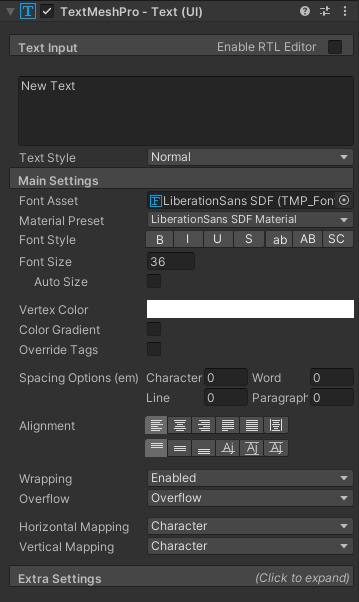 TextMeshPro - Text (UI)
Text Input Enable RTL Editor
New Text
Text Style Normal
Main Settings
Font Asset LiberationSans SDF (TMP_Font
Material Preset LiberationSans SDF Material
Font Style B I U S ab AB SC
Font Size 36
Auto Size
Vertex Color
Color Gradient
Override Tags
Spacing Options (em) Character 0 Word 0
Line 0 Paragraph 0
Alignment
Wrapping Enabled
Overflow Overflow
Horizontal Mapping Character
Vertical Mapping Character
Extra Settings (Click to expand)